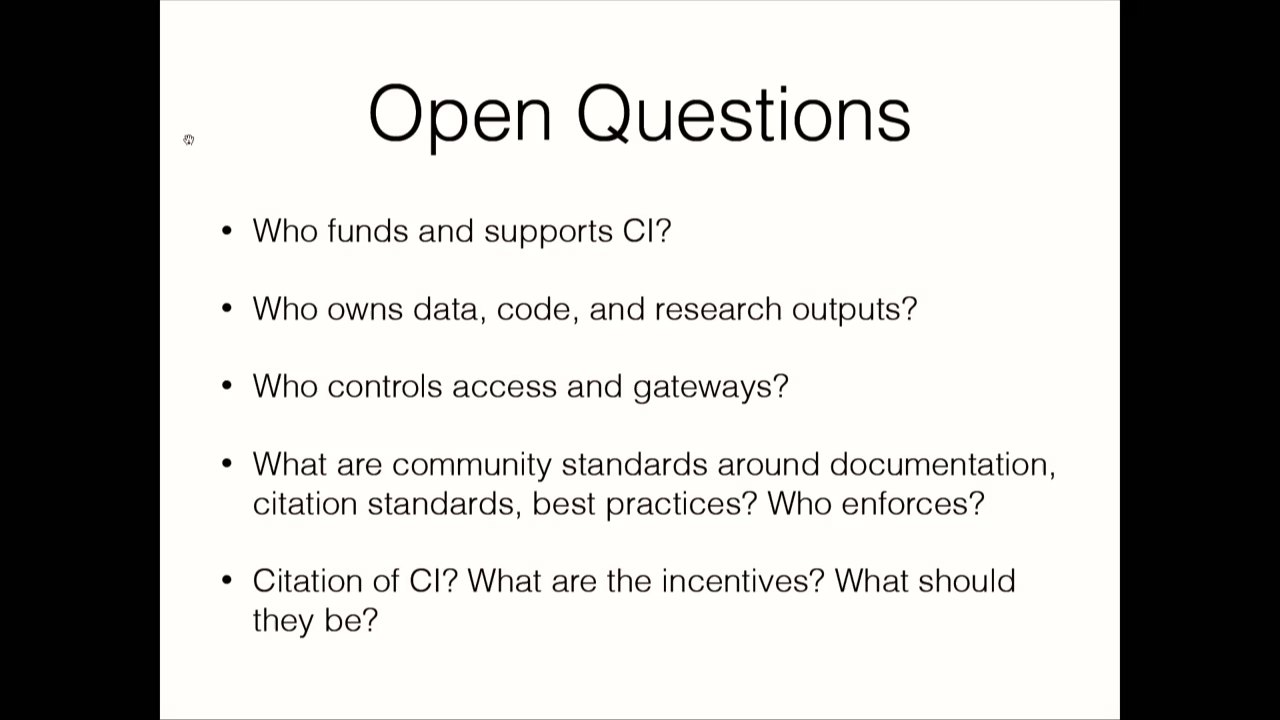 Open Questions
• Who funds and supports CI?
• Who owns data, code, and research outputs?
• Who controls access and gateways?
• What are community standards around documentation,
citation standards, best practices? Who enforces?
• Citation of CI? What are the incentives? What should
they be?